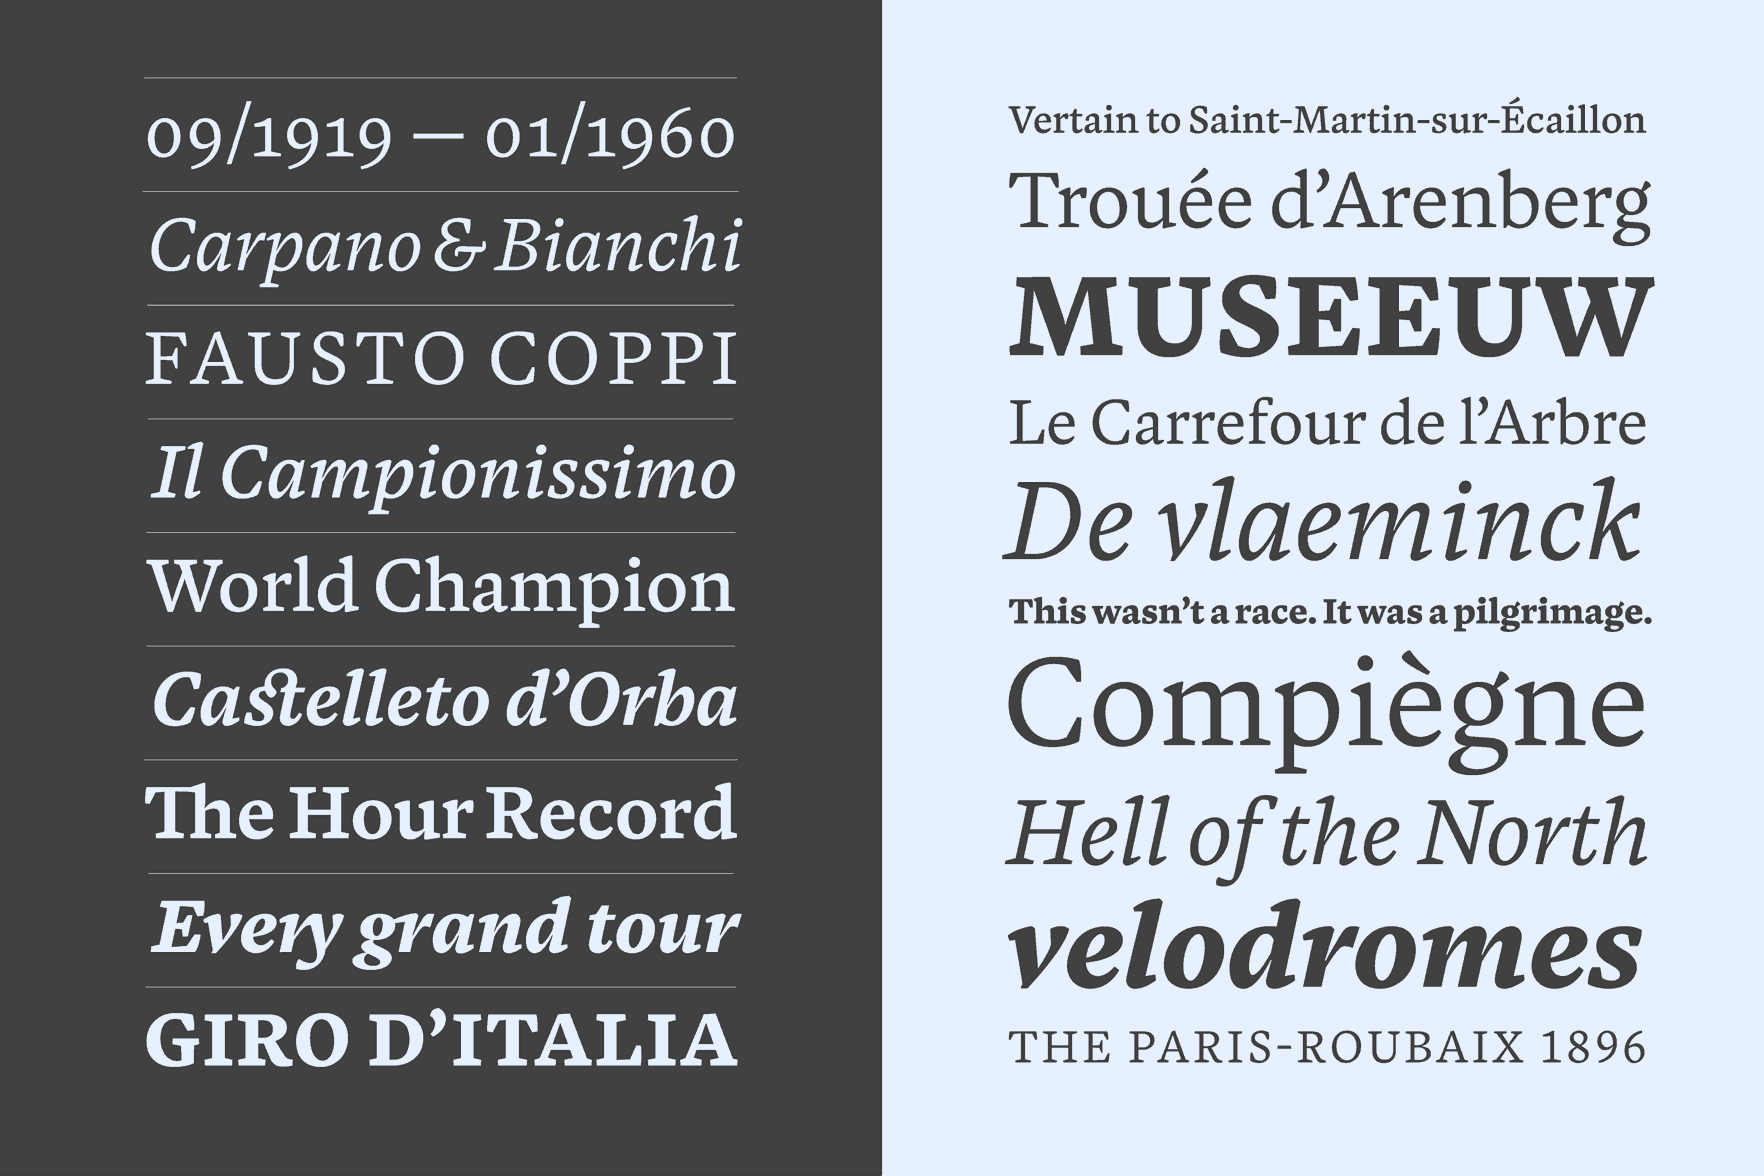 09/1919 — 01/1960
Carpano & Bianchi
FAUSTO COPPI
Il Campionissimo
World Champion
Castelleto d’Orba
The Hour Record
Every grand tour
GIRO D’ITALIA
Vertain to Saint-Martin-sur-Écaillon
Trouée d’Arenberg
MUSEEUW
Le Carrefour de l’Arbre
De vlaeminck
This wasn’t a race. It was a pilgrimage.
Compiègne
Hell of the North
velodromes
THE PARIS-ROUBAIX 1896